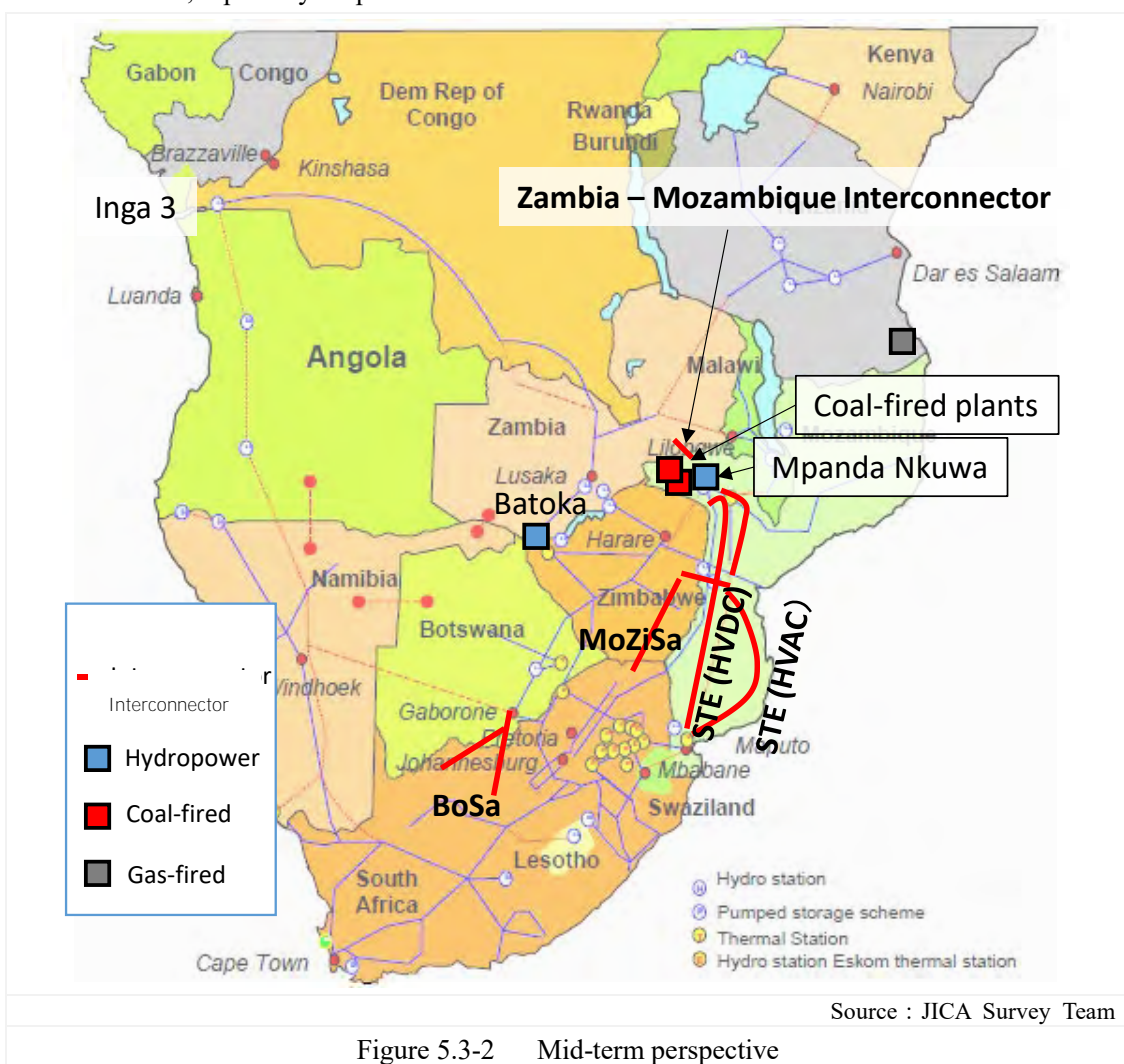 Gabon
Congo
Dem Rep of
Congo
Kenya
Nairobi
Rwanda
Burundi
Brazzaville
Kinshasa
Inga 3
Zambia – Mozambique Interconnector
Dar es Salaam
Luanda
Angola
Malawi
Coal-fired plants
Mozambique
Zambia
Lilongwe
Mpanda Nkuwa
Lusaka
Batoka
Harare
Namibia
Zimbabwe
Botswana
MoZiSa
STE (HVDC)
STE (HVAC)
Interconnector
Windhoek
Gaborone
Pretoria
Maputo
Johannesburg
Mbabane
Hydropower
BoSa
Swaziland
Coal-fired
Lesotho
Gas-fired
South
Africa
Hydro station
Pumped storage scheme
Thermal Station
Hydro station Eskom thermal station
Cape Town
Source : JICA Survey Team
Figure 5.3-2 Mid-term perspective